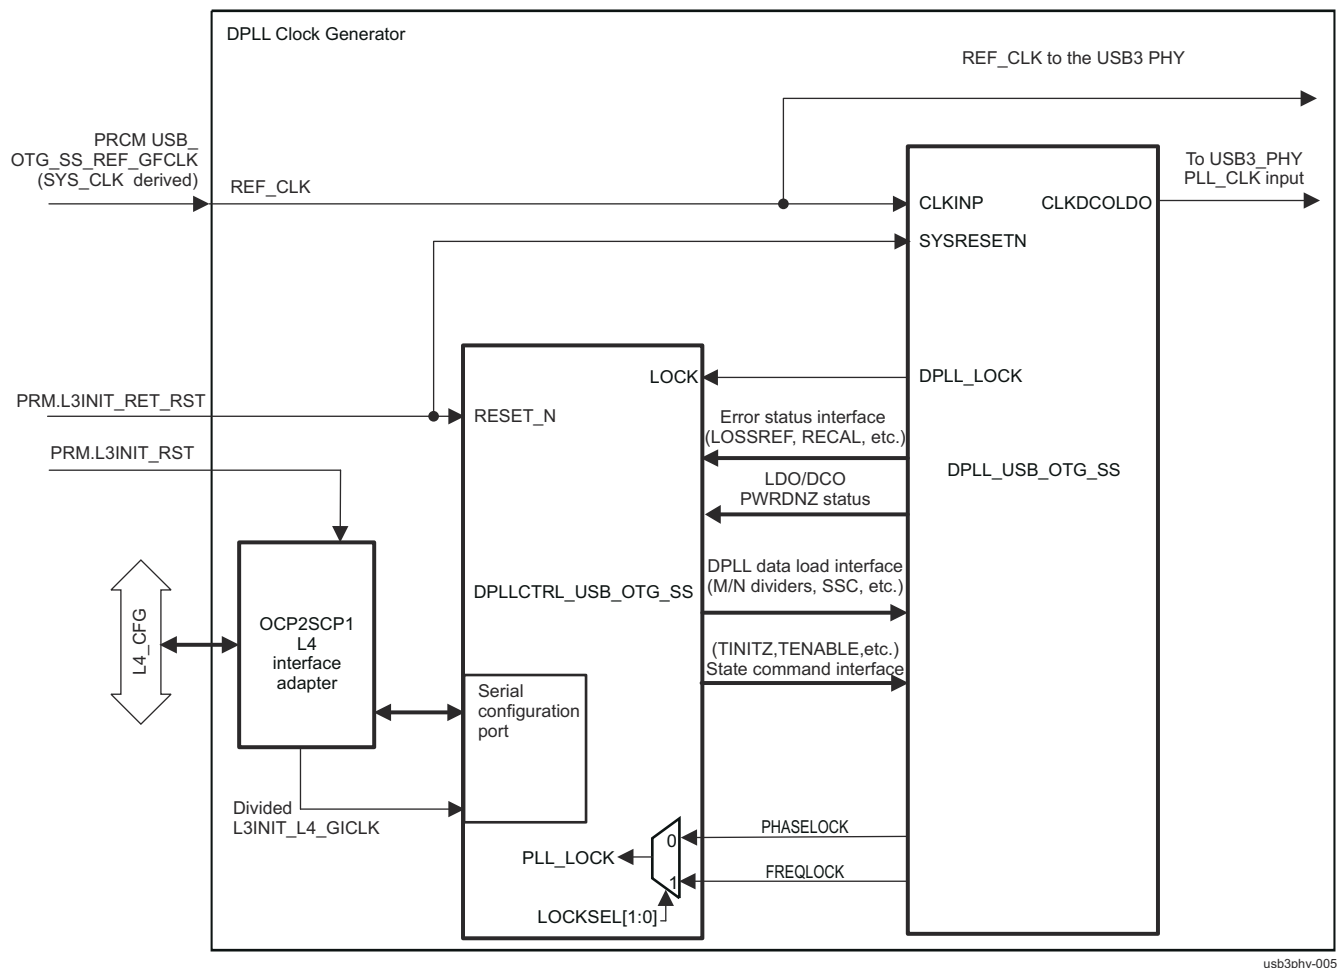 DPLL Clock Generator
REF_CLK to the USB3 PHY
PRCM USB_
OTG_SS_REF_GFCLK
(SYS_CLK derived)
REF_CLK
To USB3_PHY
PLL_CLK input
CLKINP
CLKDCOLDO
SYSRESETN
LOCK
DPLL_LOCK
PRM.L3INIT_RET_RST
RESET_N
Error status interface
(LOSSREF, RECAL, etc.)
PRM.L3INIT_RST
DPLL_USB_OTG_SS
LDO/DCO
PWRDNZ status
DPLL data load interface
(M/N dividers, SSC, etc.)
DPLLCTRL_USB_OTG_SS
L4_CFG
OCP2SCP1
L4
interface
adapter
(TINITZ,TENABLE,etc.)
State command interface
Serial
configuration
port
Divided
L3INIT_L4_GICLK
PHASELOCK
0
PLL_LOCK
FREQLOCK
1
LOCKSEL[1:0]
usb3phy-005